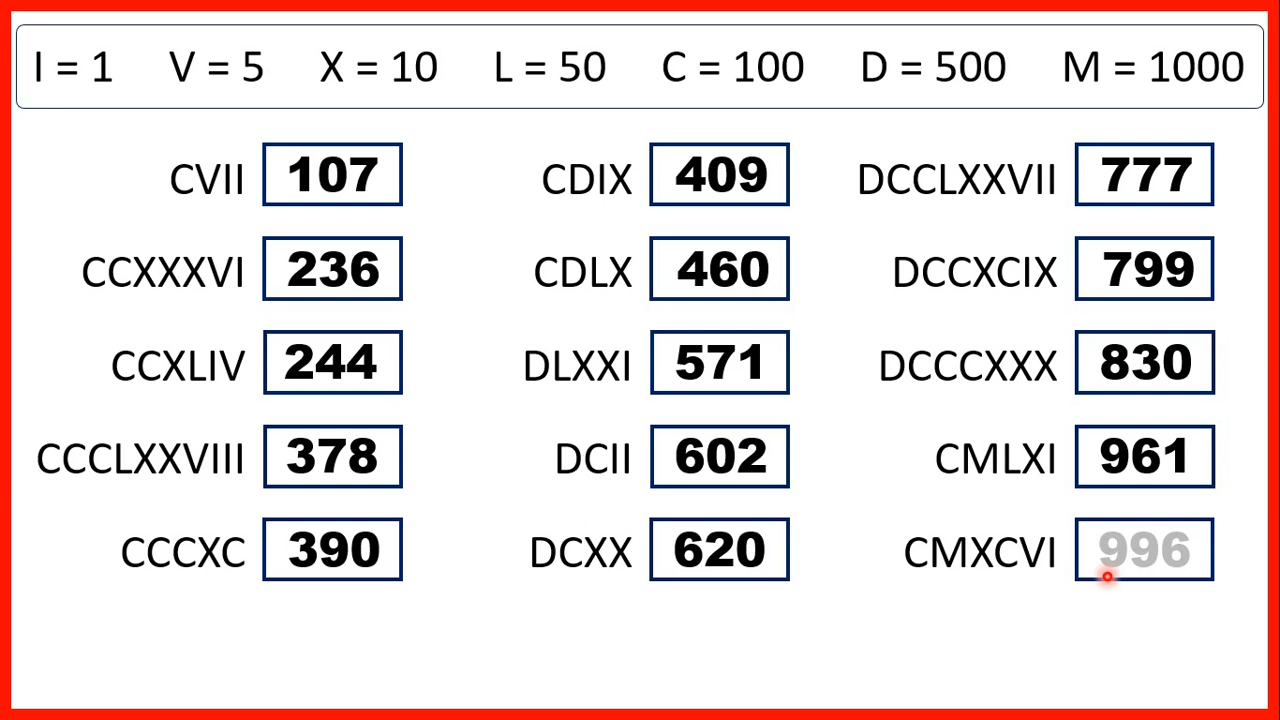 I = 1 V = 5 X = 10 L = 50 C = 100 D = 500 M = 1000
CVII 107 CDIX 409 DCCLXXVII 777
CCXXXVI 236 CDLX 460 DCCXCIX 799
CCXLIV 244 DLXXI 571 DCCCXXX 830
CCCLXXVIII 378 DCII 602 CMLXI 961
CCCXC 390 DCXX 620 CMXCVI 996